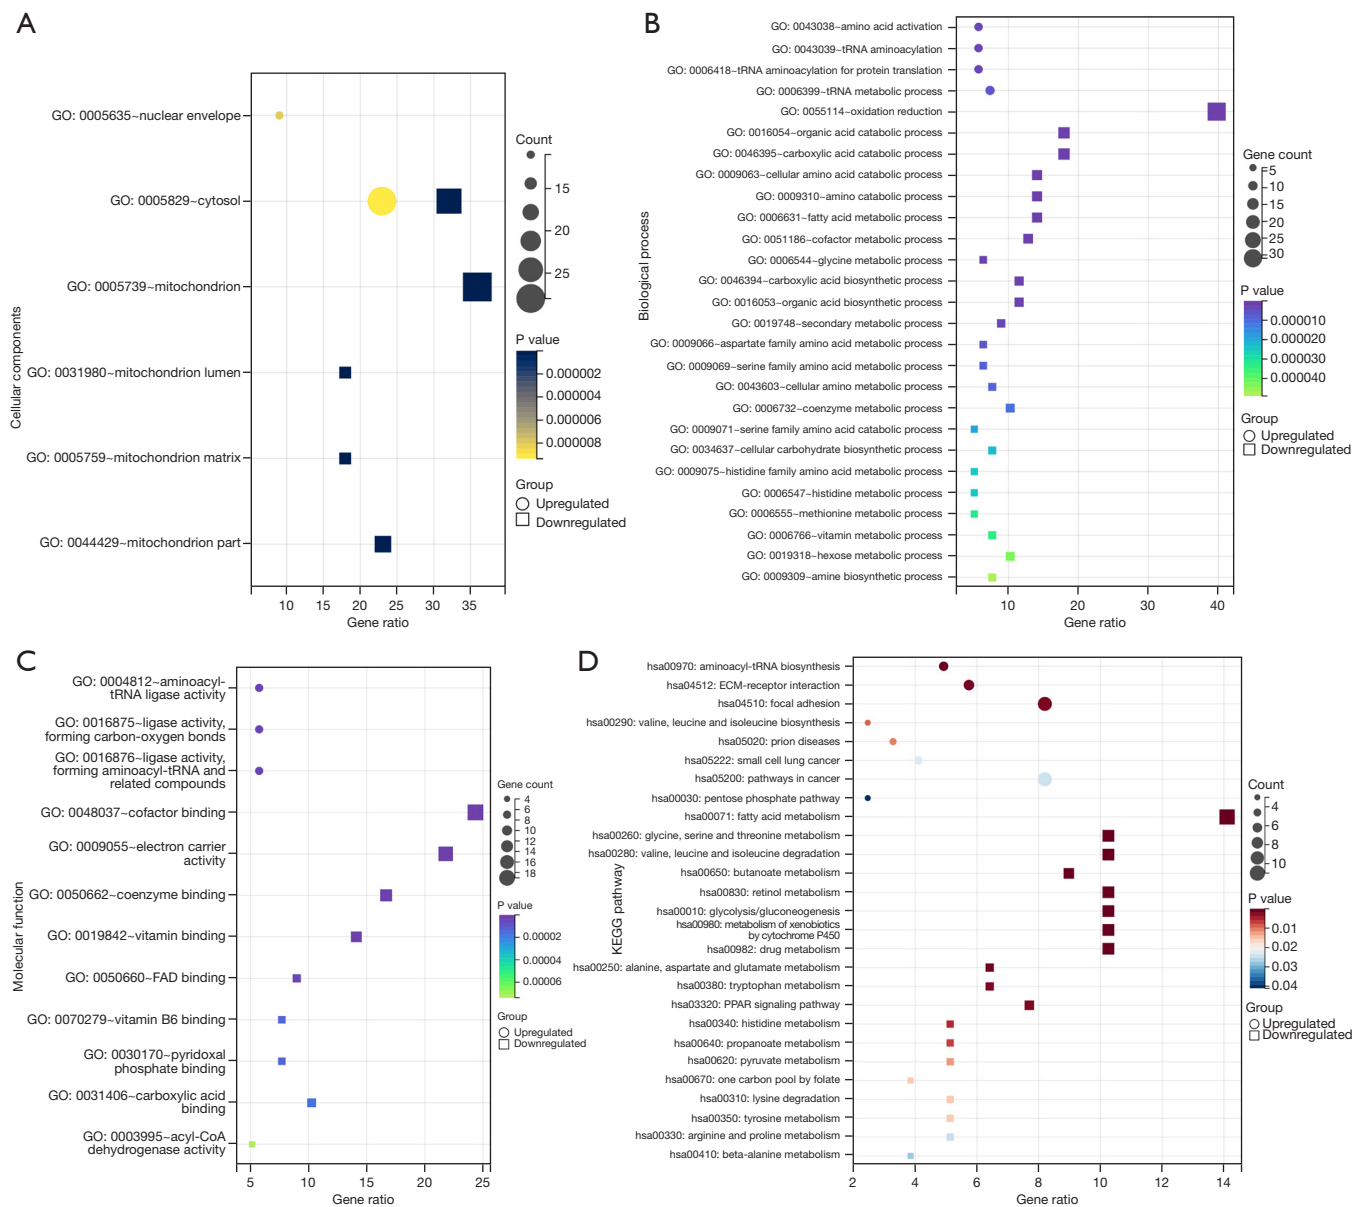 A
GO: 0005635~nuclear envelope
GO: 0005829~cytosol
GO: 0005739~mitochondrion
GO: 0031980~mitochondrion lumen
GO: 0005759~mitochondrion matrix
GO: 0044429~mitochondrion part
Cellular components
10 15 20 25 30 35
Gene ratio
Count
15
20
25
P value
0.000002
0.000004
0.000006
0.000008
Group
Upregulated
Downregulated
B
GO: 0043038~amino acid activation
GO: 0043039~tRNA aminoacylation
GO: 0006418~tRNA aminoacylation for protein translation
GO: 0006399~tRNA metabolic process
GO: 0055114~oxidation reduction
GO: 0016054~organic acid catabolic process
GO: 0046395~carboxylic acid catabolic process
GO: 0009063~cellular amino acid catabolic process
GO: 0009310~amino catabolic process
GO: 0006631~fatty acid metabolic process
GO: 0051186~cofactor metabolic process
GO: 0006544~glycine metabolic process
GO: 0046394~carboxylic acid biosynthetic process
GO: 0016053~organic acid biosynthetic process
GO: 0019748~secondary metabolic process
GO: 0009066~aspartate family amino acid metabolic process
GO: 0009069~serine family amino acid metabolic process
GO: 0043603~cellular amino metabolic process
GO: 0006732~coenzyme metabolic process
GO: 0009071~serine family amino acid catabolic process
GO: 0034637~cellular carbohydrate biosynthetic process
GO: 0009075~histidine family amino acid metabolic process
GO: 0006547~histidine metabolic process
GO: 0006555~methionine metabolic process
GO: 0006766~vitamin metabolic process
GO: 0019318~hexose metabolic process
GO: 0009309~amine biosynthetic process
Biological process
10 20 30 40
Gene ratio
Gene count
5
10
15
20
25
30
P value
0.000010
0.000020
0.000030
0.000040
Group
Upregulated
Downregulated
C
GO: 0004812~aminoacyl-
tRNA ligase activity
GO: 0016875~ligase activity,
forming carbon-oxygen bonds
GO: 0016876~ligase activity,
forming aminoacyl-tRNA and
related compounds
GO: 0048037~cofactor binding
GO: 0009055~electron carrier
activity
GO: 0050662~coenzyme binding
GO: 0019842~vitamin binding
GO: 0050660~FAD binding
GO: 0070279~vitamin B6 binding
GO: 0030170~pyridoxal
phosphate binding
GO: 0031406~carboxylic acid
binding
GO: 0003995~acyl-CoA
dehydrogenase activity
Molecular function
5 10 15 20 25
Gene ratio
Gene count
4
6
8
10
12
14
16
18
P value
0.00002
0.00004
0.00006
Group
Upregulated
Downregulated
D
hsa00970: aminoacyl-tRNA biosynthesis
hsa04512: ECM-receptor interaction
hsa04510: focal adhesion
hsa00290: valine, leucine and isoleucine biosynthesis
hsa05020: prion diseases
hsa05222: small cell lung cancer
hsa05200: pathways in cancer
hsa00030: pentose phosphate pathway
hsa00071: fatty acid metabolism
hsa00260: glycine, serine and threonine metabolism
hsa00280: valine, leucine and isoleucine degradation
hsa00650: butanoate metabolism
hsa00830: retinol metabolism
hsa00010: glycolysis/gluconeogenesis
hsa00980: metabolism of xenobiotics
by cytochrome P450
hsa00982: drug metabolism
hsa00250: alanine, aspartate and glutamate metabolism
hsa00380: tryptophan metabolism
hsa03320: PPAR signaling pathway
hsa00340: histidine metabolism
hsa00640: propanoate metabolism
hsa00620: pyruvate metabolism
hsa00670: one carbon pool by folate
hsa00310: lysine degradation
hsa00350: tyrosine metabolism
hsa00330: arginine and proline metabolism
hsa00410: beta-alanine metabolism
KEGG pathway
2 4 6 8 10 12 14
Gene ratio
Count
4
6
8
10
P value
0.01
0.02
0.03
0.04
Group
Upregulated
Downregulated